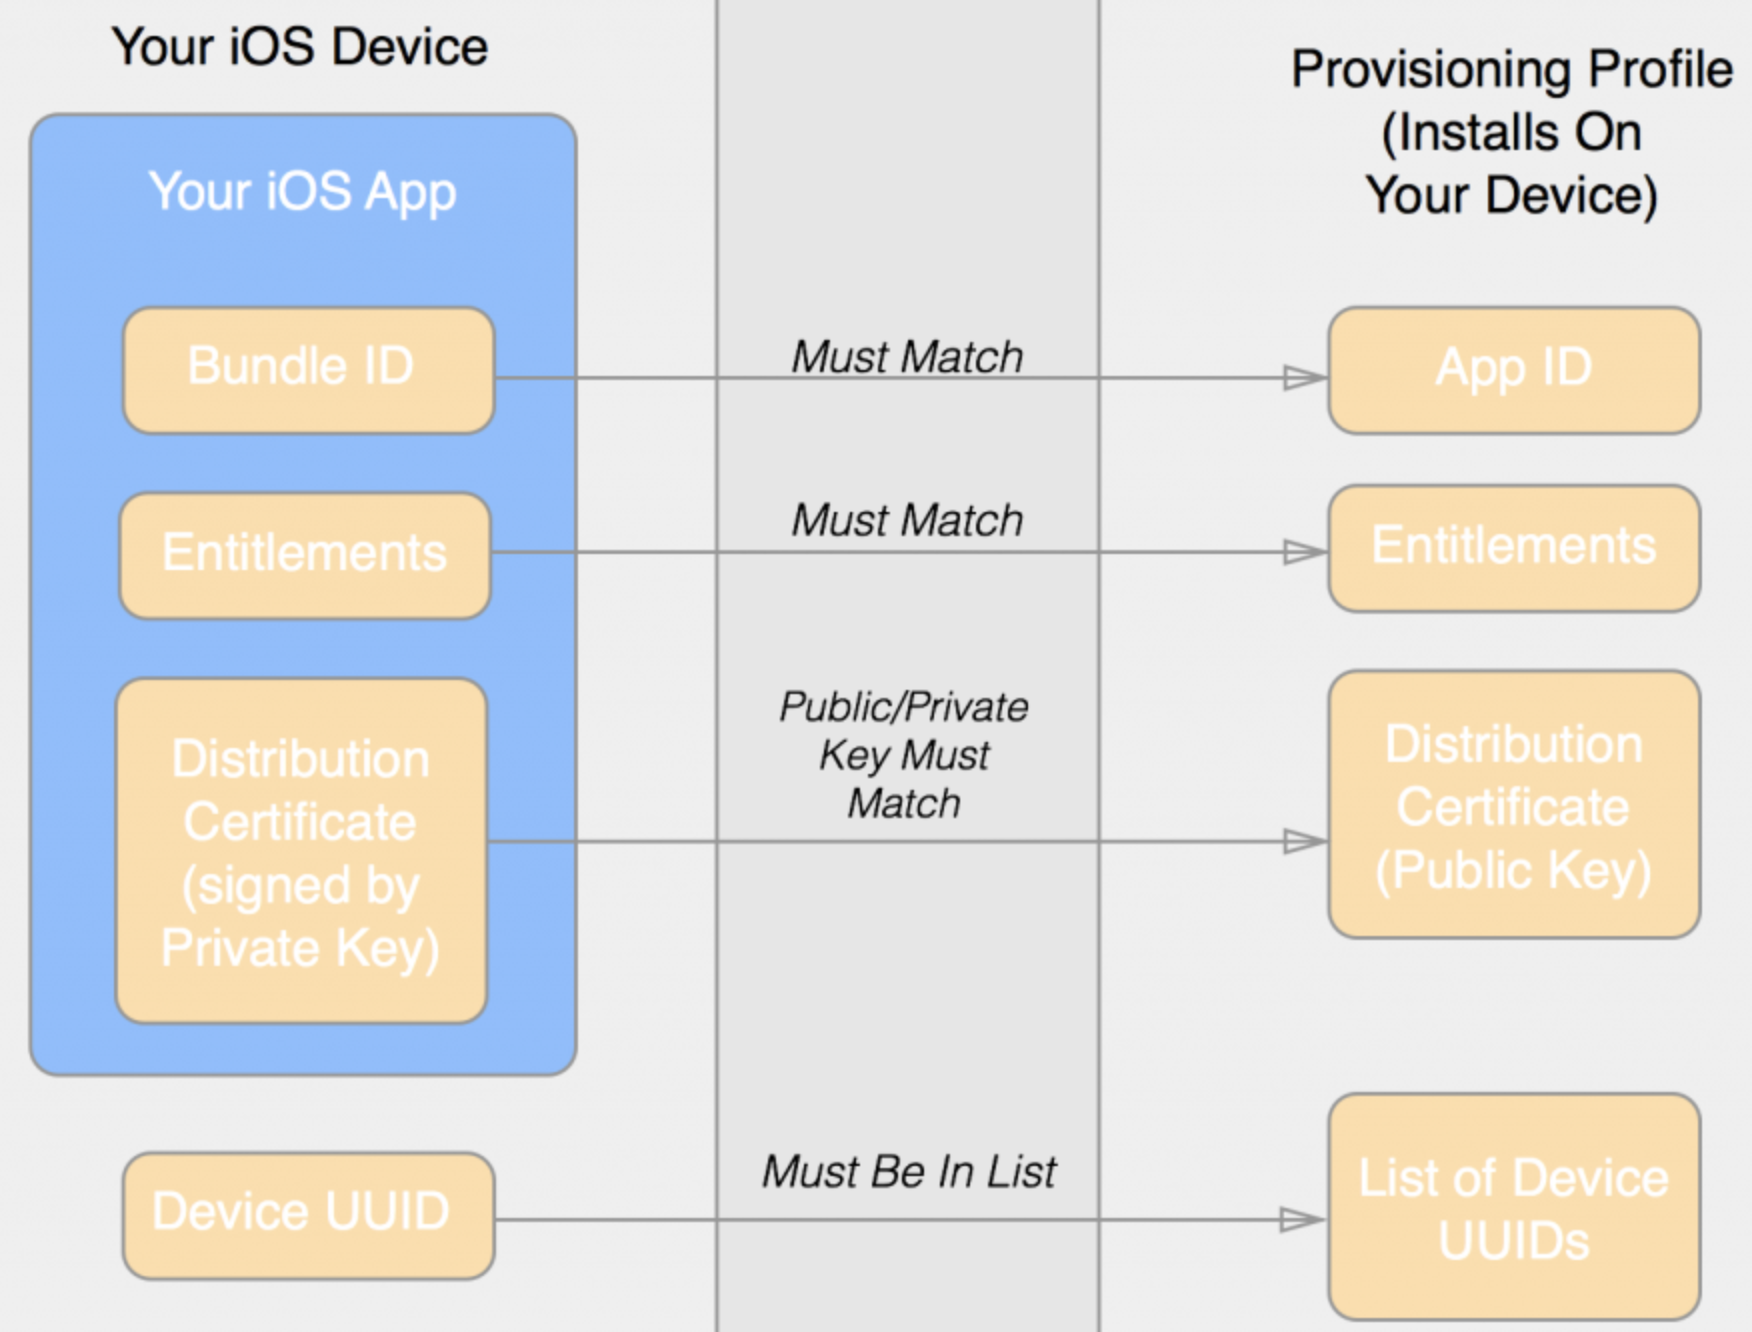 Your iOS Device
Provisioning Profile
(Installs On
Your Device)
Your iOS App
Bundle ID
Must Match
App ID
Entitlements
Must Match
Entitlements
Distribution
Certificate
(signed by
Private Key)
Public/Private
Key Must
Match
Distribution
Certificate
(Public Key)
Device UUID
Must Be In List
List of Device
UUIDs